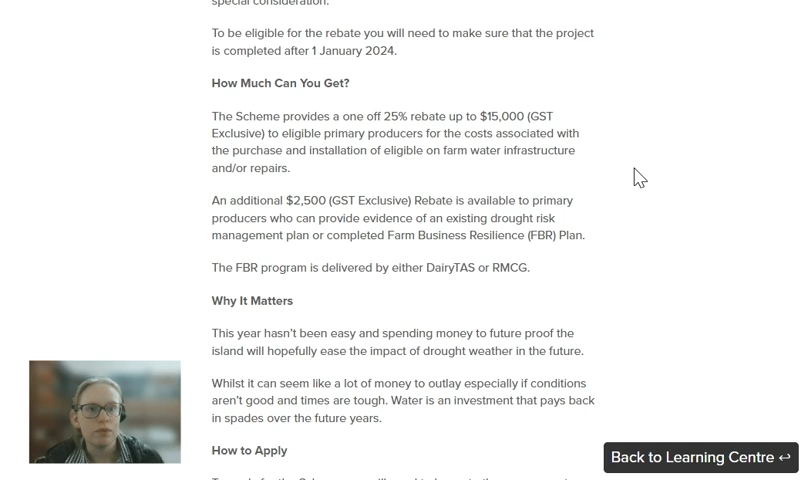 special consideration.
To be eligible for the rebate you will need to make sure that the project
is completed after 1 January 2024.
How Much Can You Get?
The Scheme provides a one off 25% rebate up to $15,000 (GST
Exclusive) to eligible primary producers for the costs associated with
the purchase and installation of eligible on farm water infrastructure
and/or repairs.
An additional $2,500 (GST Exclusive) Rebate is available to primary
producers who can provide evidence of an existing drought risk
management plan or completed Farm Business Resilience (FBR) Plan.
The FBR program is delivered by either DairyTAS or RMCG.
Why It Matters
This year hasn’t been easy and spending money to future proof the
island will hopefully ease the impact of drought weather in the future.
Whilst it can seem like a lot of money to outlay especially if conditions
aren’t good and times are tough. Water is an investment that pays back
in spades over the future years.
How to Apply
Back to Learning Centre ↩